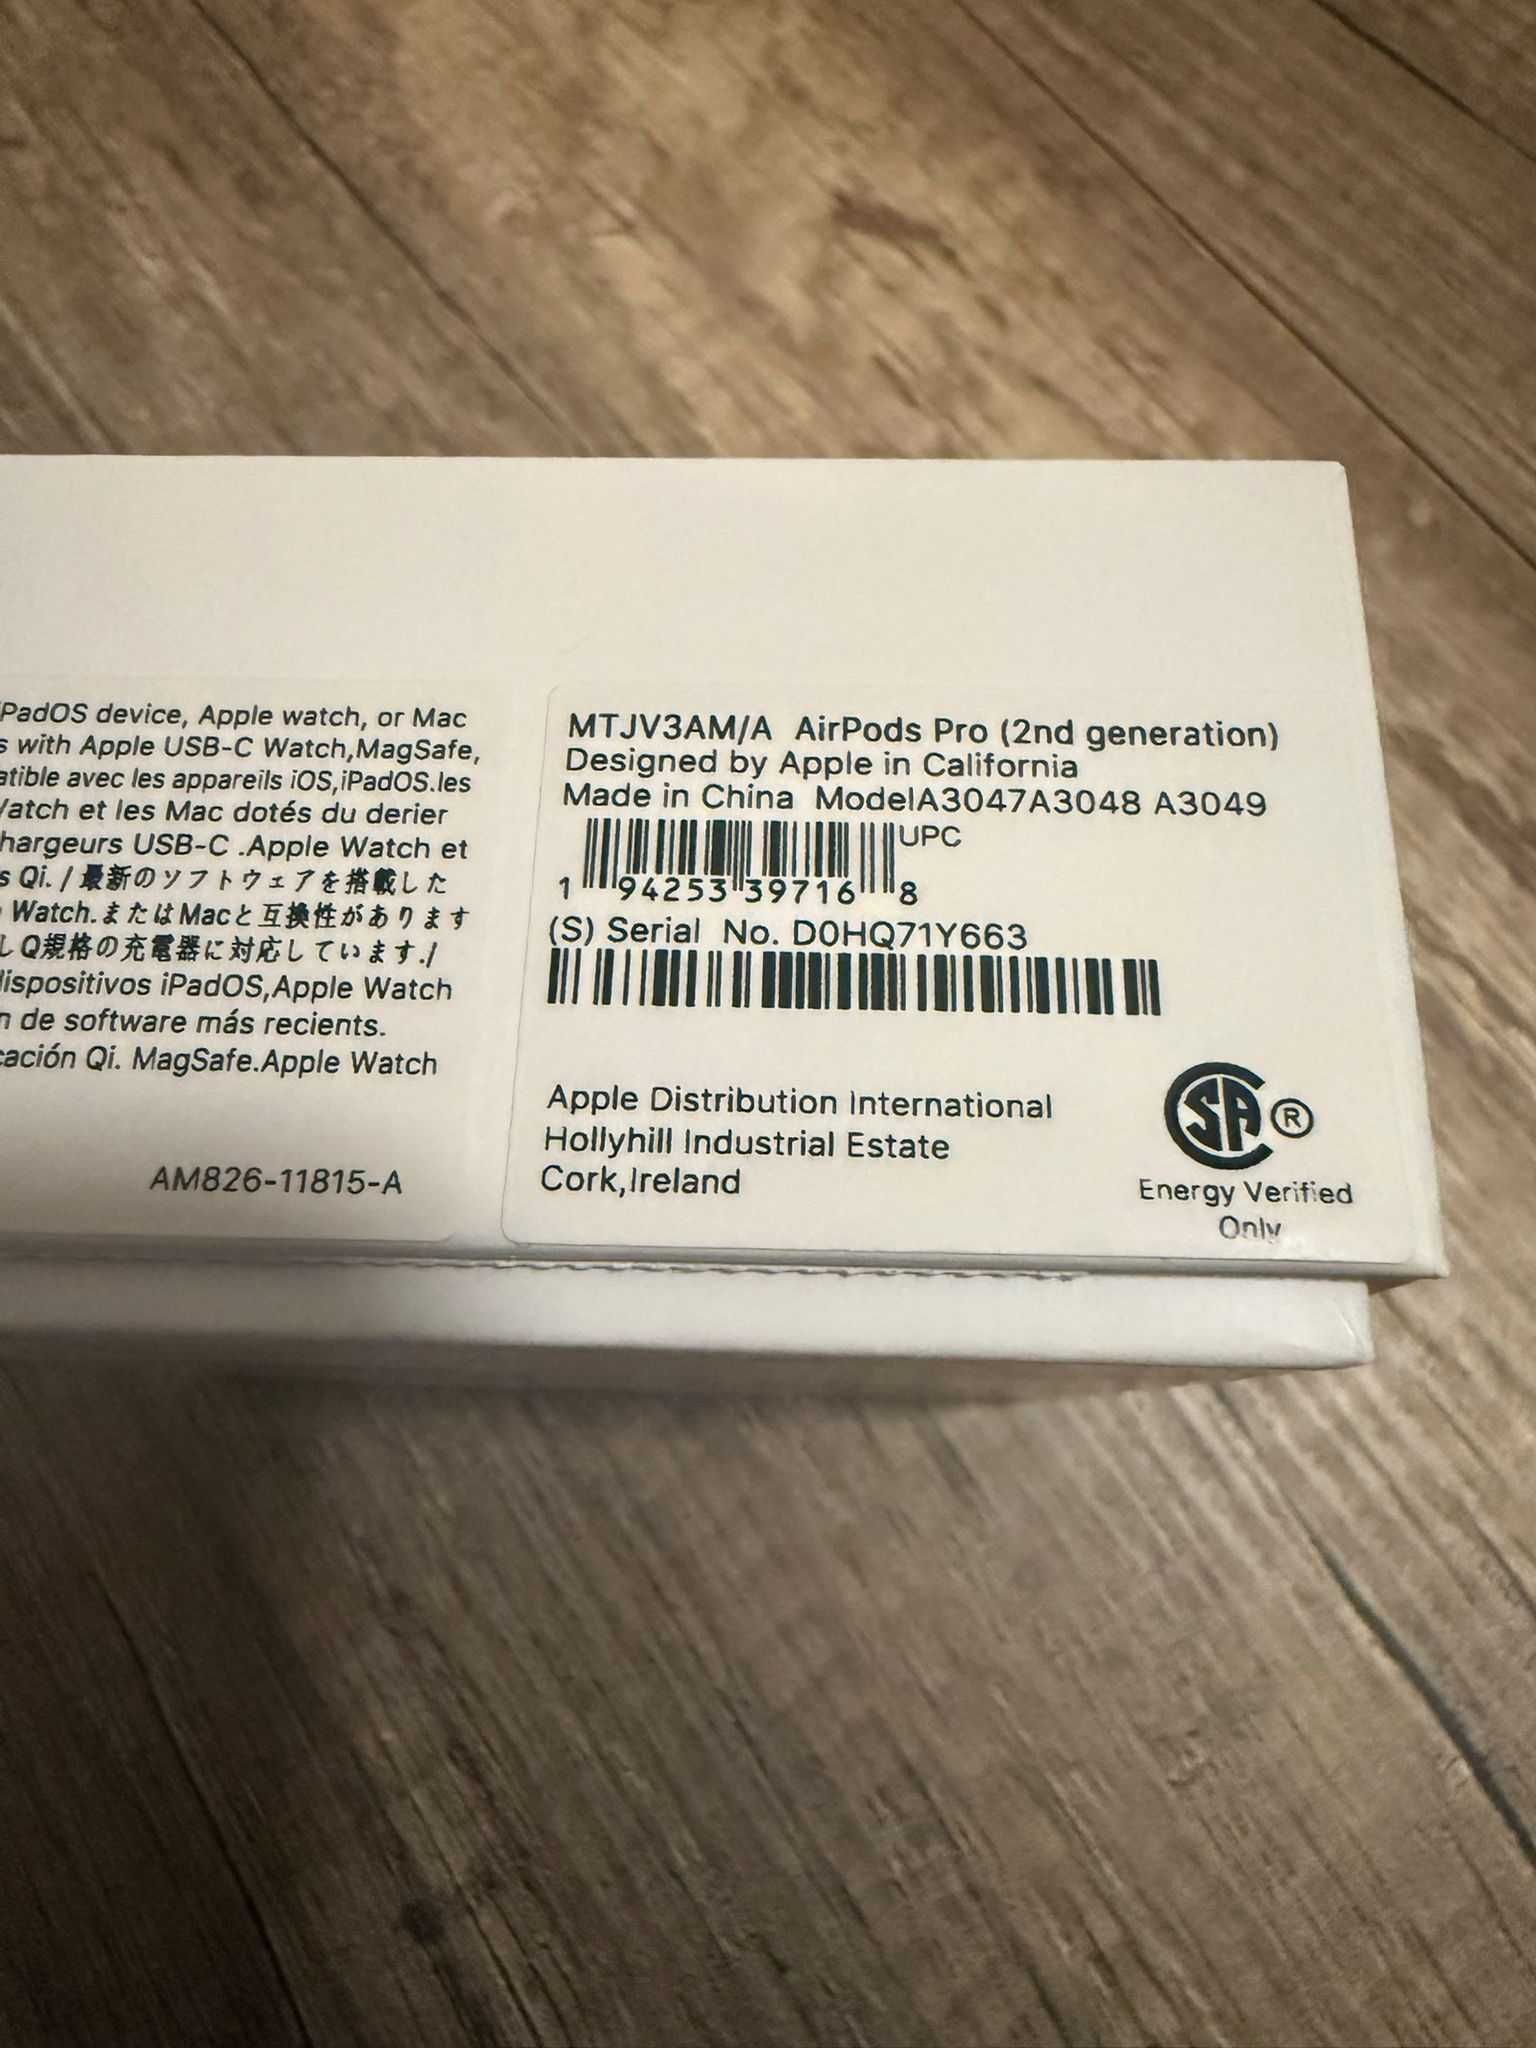 iPadOS device, Apple watch, or Mac
s with Apple USB-C Watch,MagSafe,
atible avec les appareils iOS,iPadOS.les
Watch et les Mac dotés du derier
hargeurs USB-C .Apple Watch et
s Qi. / 最新のソフトウェアを搭載した
Watch.またはMacと互換性があります
しQ規格の充電器に対応しています./
dispositivos iPadOS,Apple Watch
n de software más recients.
cación Qi. MagSafe.Apple Watch
AM826-11815-A
MTJV3AM/A AirPods Pro (2nd generation)
Designed by Apple in California
Made in China ModelA3047A3048 A3049
UPC
1 94253 39716 8
(S) Serial No. D0HQ71Y663
Apple Distribution International
Hollyhill Industrial Estate
Cork,Ireland
SA ®
Energy Verified
Only